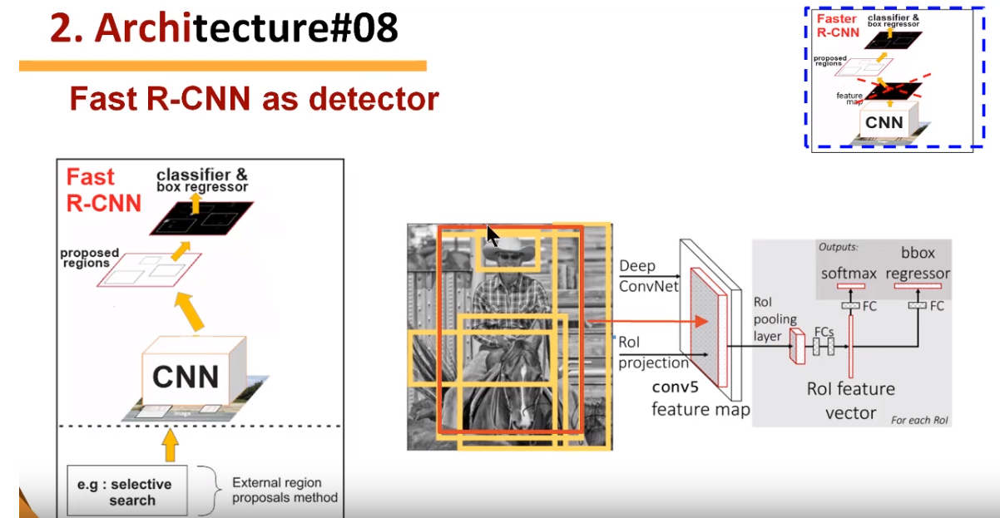 2. Architecture#08
Fast R-CNN as detector
Faster
R-CNN
classifier &
box regressor
proposed
regions
feature
map
CNN
Fast
R-CNN
classifier &
box regressor
proposed
regions
CNN
image
e.g : selective
search
External region
proposals method
Deep
ConvNet
RoI
projection
conv5
feature map
RoI
pooling
layer
FCs
Outputs:
softmax
bbox
regressor
FC
FC
RoI feature
vector
For each RoI